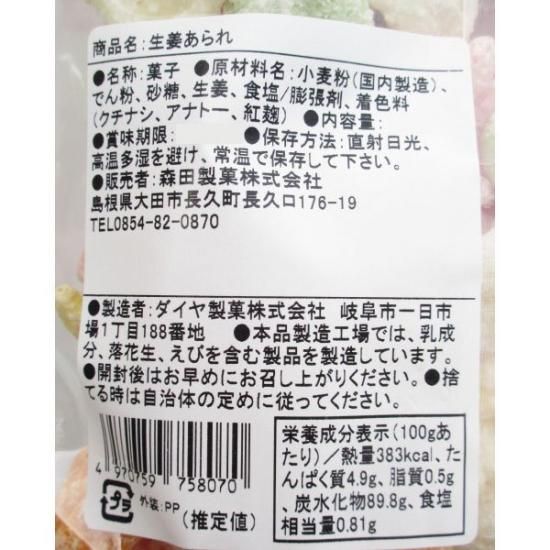 商品名:生姜あられ
●名称:菓子 ●原材料名:小麦粉(国内製造)、
でん粉、砂糖、生姜、食塩/膨張剤、着色料
(クチナシ、アナトー、紅麹) ●内容量:
●賞味期限: ●保存方法:直射日光、
高温多湿を避け、常温で保存して下さい。
●販売者:森田製菓株式会社
島根県大田市長久町長久ロ176-19
TEL0854-82-0870
●製造者:ダイヤ製菓株式会社 岐阜市一日市
場1丁目188番地 ●本品製造工場では、乳成
分、落花生、えびを含む製品を製造しています。
●開封後はお早めにお召し上がりください。●捨
てる時は自治体の定めに従ってください。
4 970759 758070
プラ
外装:PP
(推定値)
栄養成分表示(100gあ
たり)/熱量383kcal、たん
ぱく質4.9g、脂質0.5g
、炭水化物89.8g、食塩
相当量0.81g